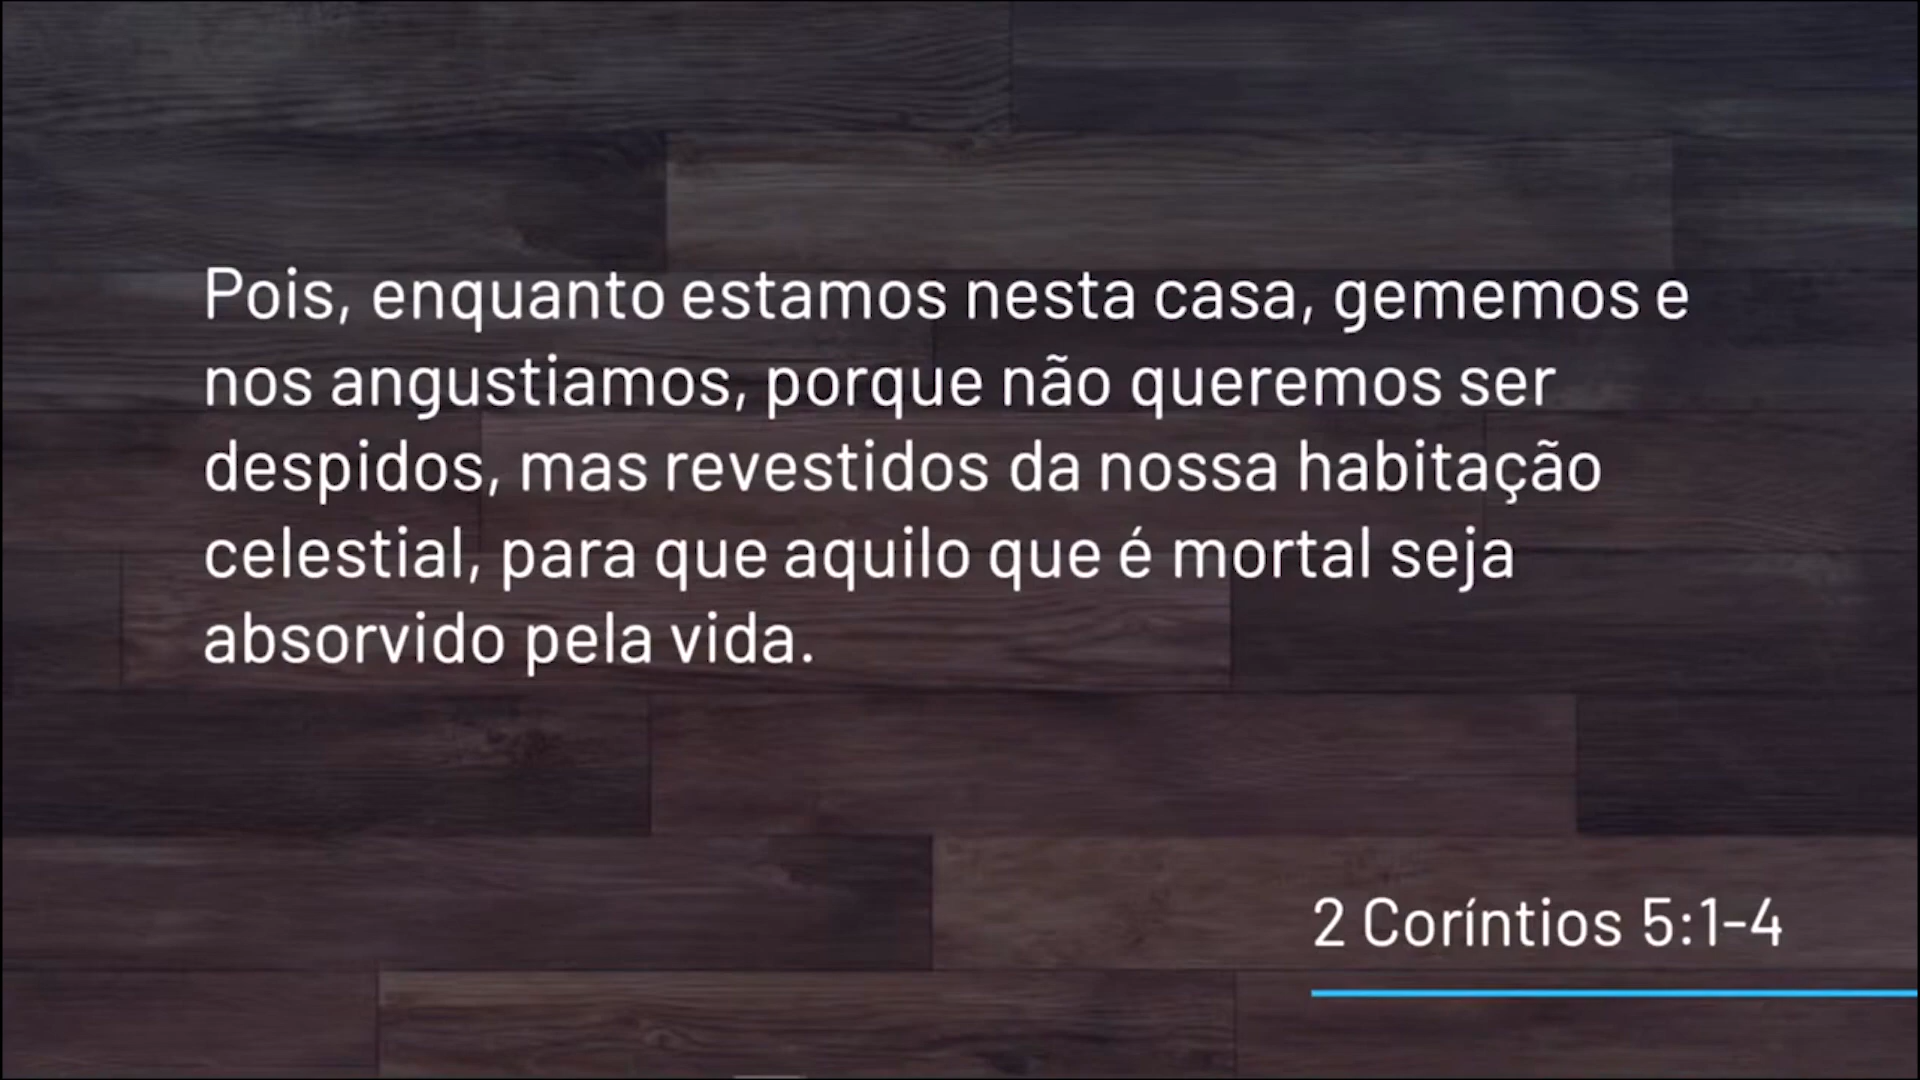 Pois, enquanto estamos nesta casa, gememos e
nos angustiamos, porque não queremos ser
despidos, mas revestidos da nossa habitação
celestial, para que aquilo que é mortal seja
absorvido pela vida.
2 Coríntios 5:1-4